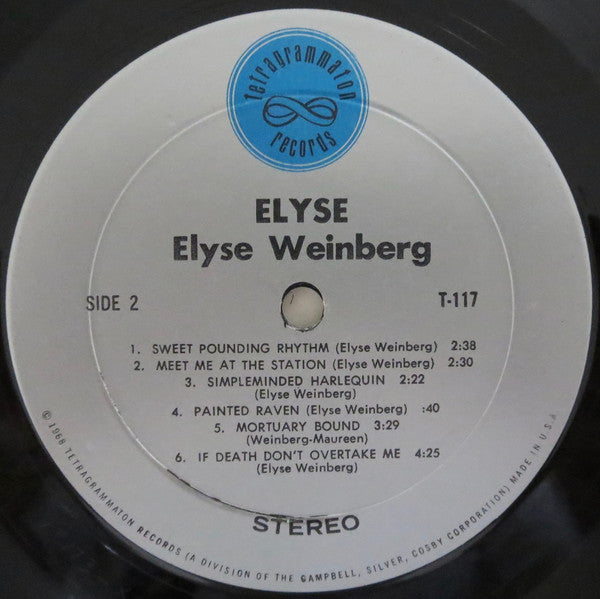 tetragrammaton
records
ELYSE
Elyse Weinberg
SIDE 2
T-117
1. SWEET POUNDING RHYTHM (Elyse Weinberg) 2:38
2. MEET ME AT THE STATION (Elyse Weinberg) 2:30
3. SIMPLEMINDED HARLEQUIN 2:22
(Elyse Weinberg)
4. PAINTED RAVEN (Elyse Weinberg) :40
5. MORTUARY BOUND 3:29
(Weinberg-Maureen)
6. IF DEATH DON'T OVERTAKE ME 4:25
(Elyse Weinberg)
STEREO
© 1968 TETRAGRAMMATON RECORDS (A DIVISION OF THE CAMPBELL, SILVER, COSBY CORPORATION) MADE IN U.S.A.